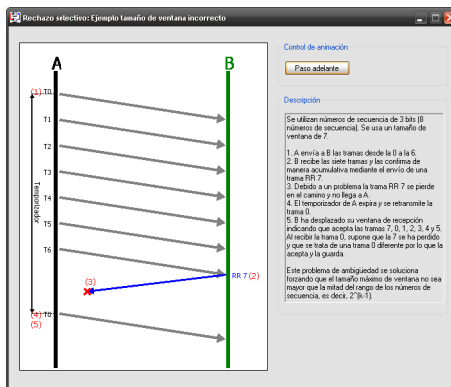 Rechazo selectivo: Ejemplo tamaño de ventana incorrecto
A
B
(1) T0
T1
T2
T3
T4
T5
T6
Temporizador
RR 7 (2)
(3)
(4) T0
(5)
Control de animación
Paso adelante
Descripción
Se utilizan números de secuencia de 3 bits (8
números de secuencia). Se usa un tamaño de
ventana de 7.
1. A envía a B las tramas desde la 0 a la 6.
2. B recibe las siete tramas y las confirma de
manera acumulativa mediante el envío de una
trama RR 7.
3. Debido a un problema la trama RR 7 se pierde
en el camino y no llega a A.
4. El temporizador de A expira y se retransmite la
trama 0.
5. B ha desplazado su ventana de recepción
indicando que acepta las tramas 7, 0, 1, 2, 3, 4 y 5.
Al recibir la trama 0, supone que la 7 se ha perdido
y que se trata de una trama 0 diferente por lo que la
acepta y la guarda.
Este problema de ambigüedad se soluciona
forzando que el tamaño máximo de ventana no sea
mayor que la mitad del rango de los números de
secuencia, es decir, 2^(k-1).